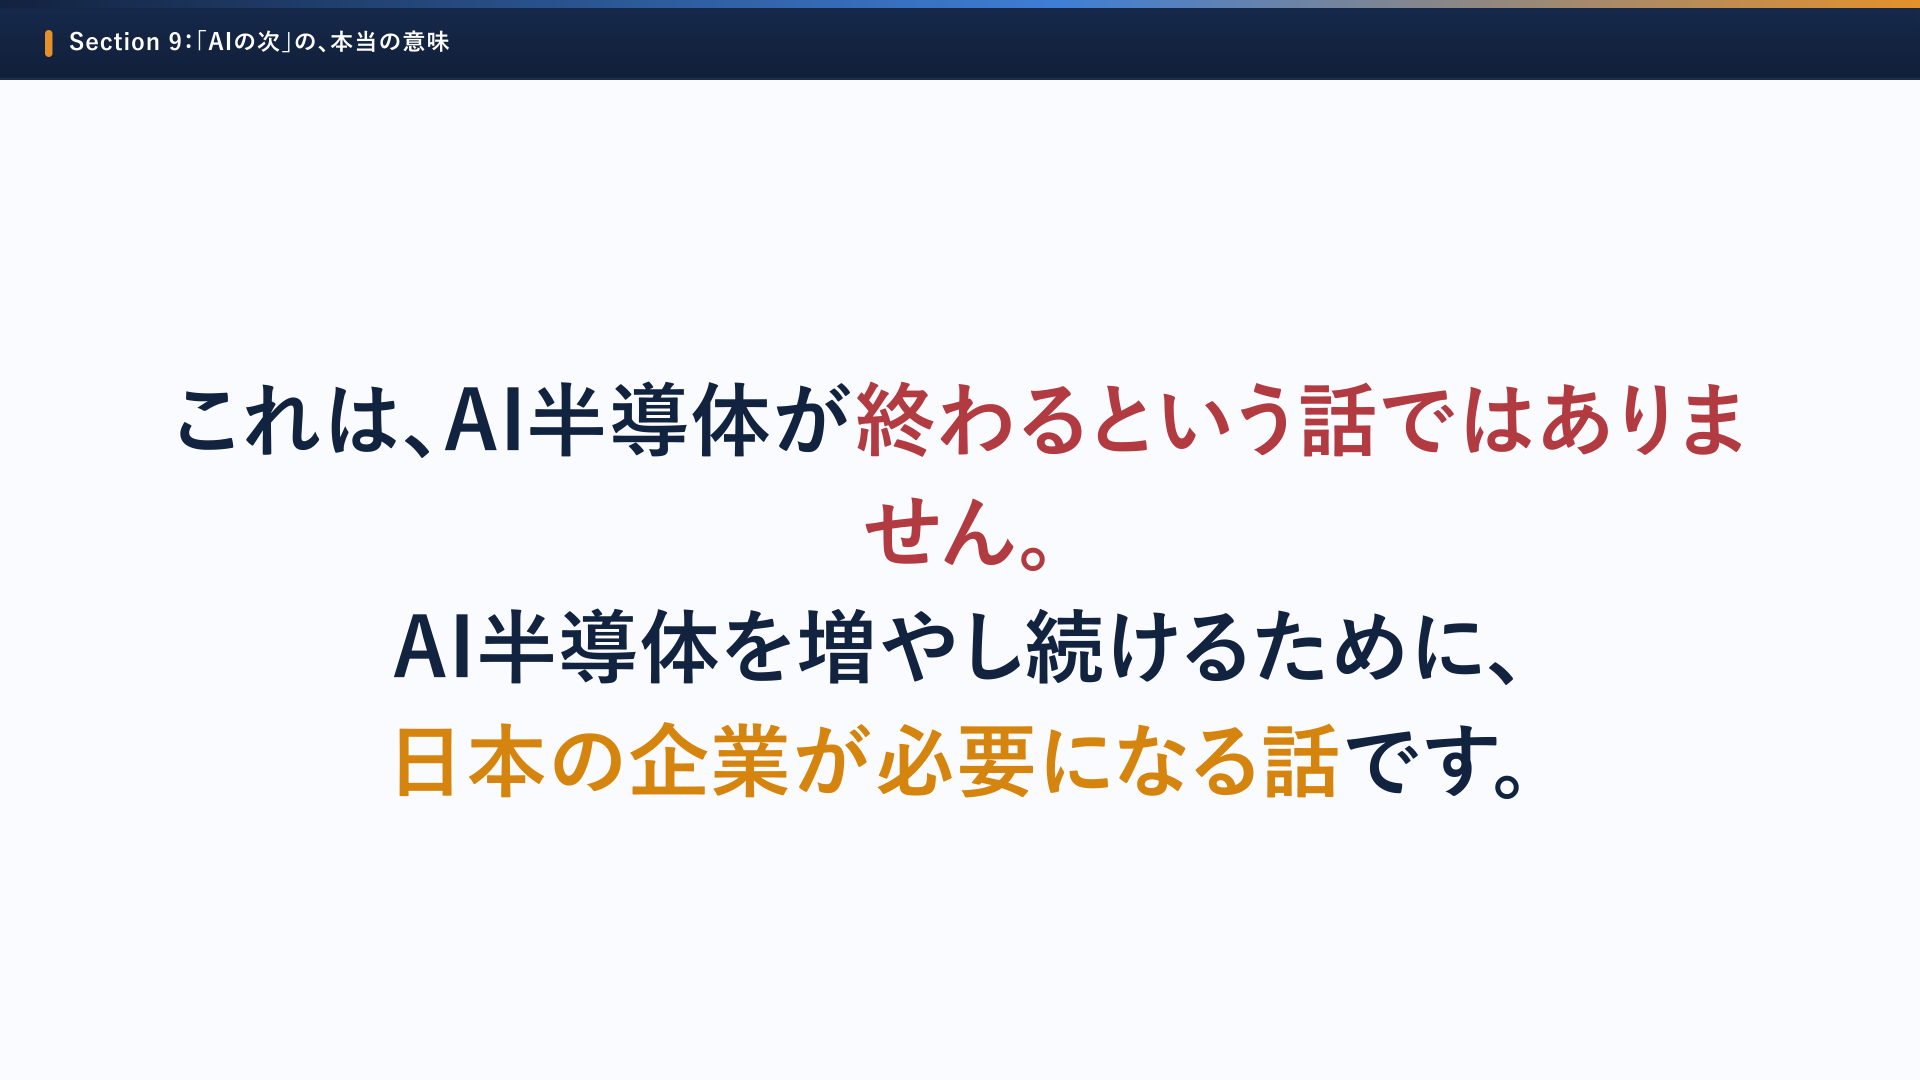 Section 9：「AIの次」の、本当の意味
これは、AI半導体が終わるという話ではありま
せん。
AI半導体を増やし続けるために、
日本の企業が必要になる話です。